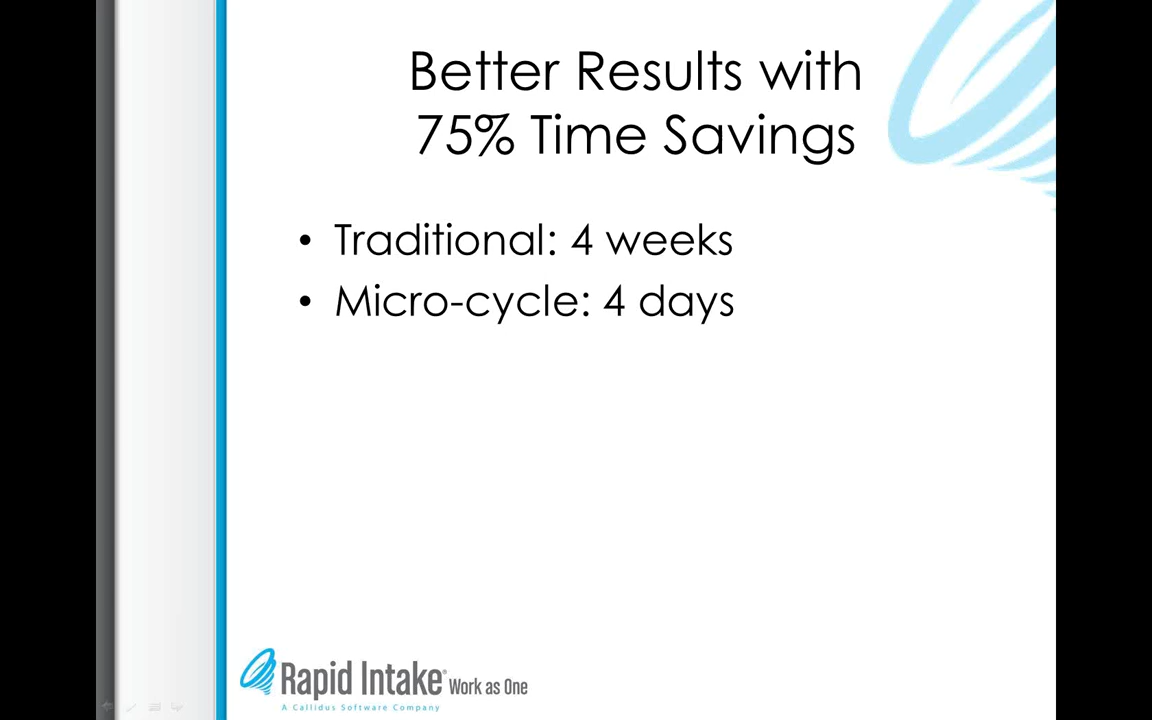 Better Results with
75% Time Savings
• Traditional: 4 weeks
• Micro-cycle: 4 days
Rapid Intake® Work as One
A Callidus Software Company